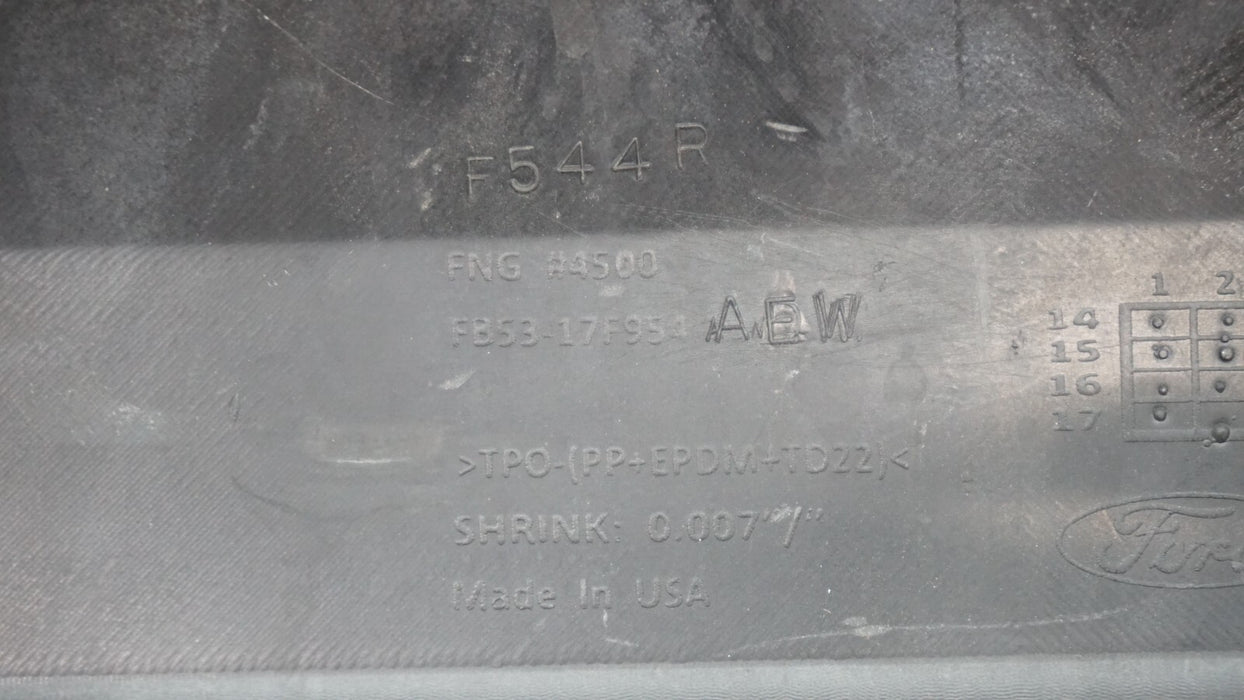 F544R
FNG #4500
FB53-17F954 AEW
>TPO-(PP+EPDM+TD22)<
SHRINK: 0.007"/"
Made In USA
1 2
14
15
16
17
Ford